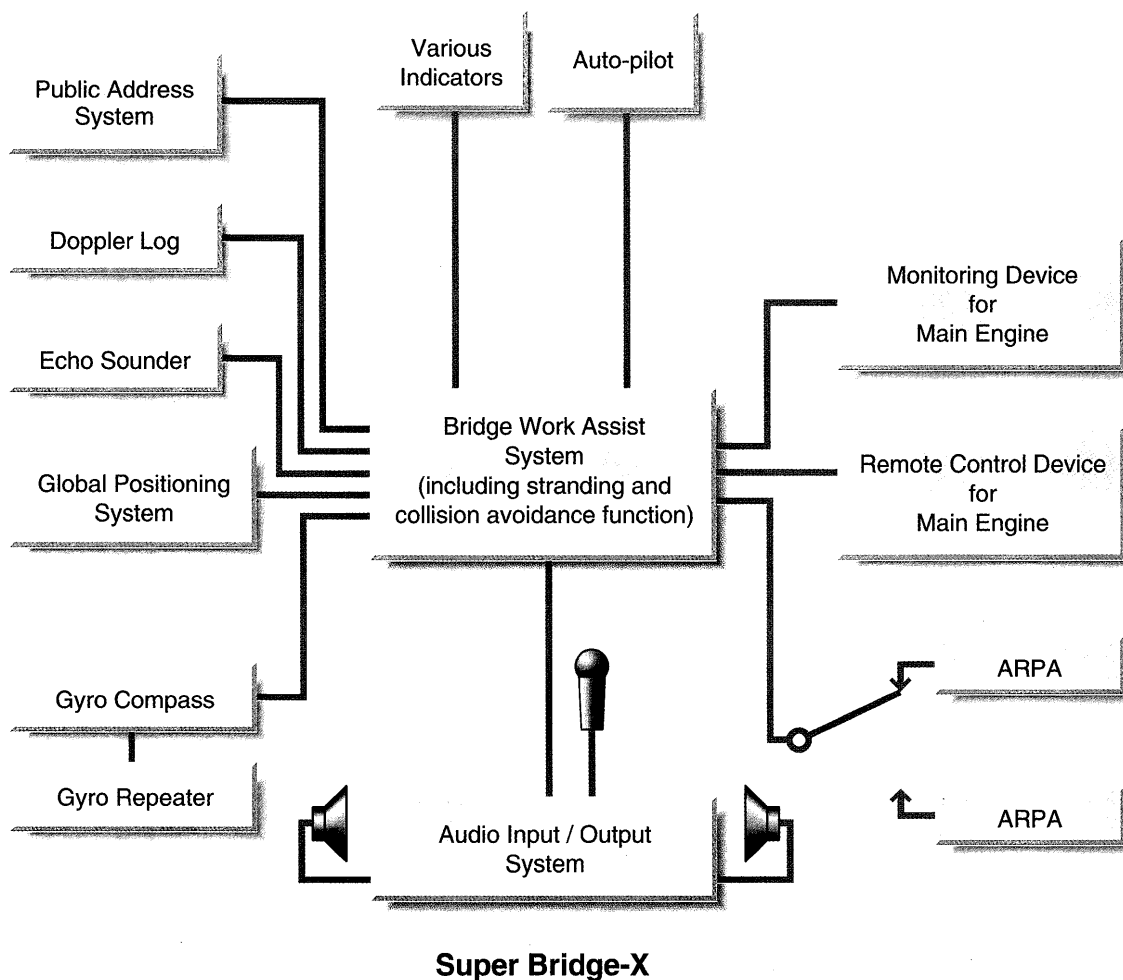 Various
Indicators
Auto-pilot
Public Address
System
Doppler Log
Echo Sounder
Global Positioning
System
Gyro Compass
Gyro Repeater
Bridge Work Assist
System
(including stranding and
collision avoidance function)
Monitoring Device
for
Main Engine
Remote Control Device
for
Main Engine
ARPA
ARPA
Audio Input / Output
System
Super Bridge-X